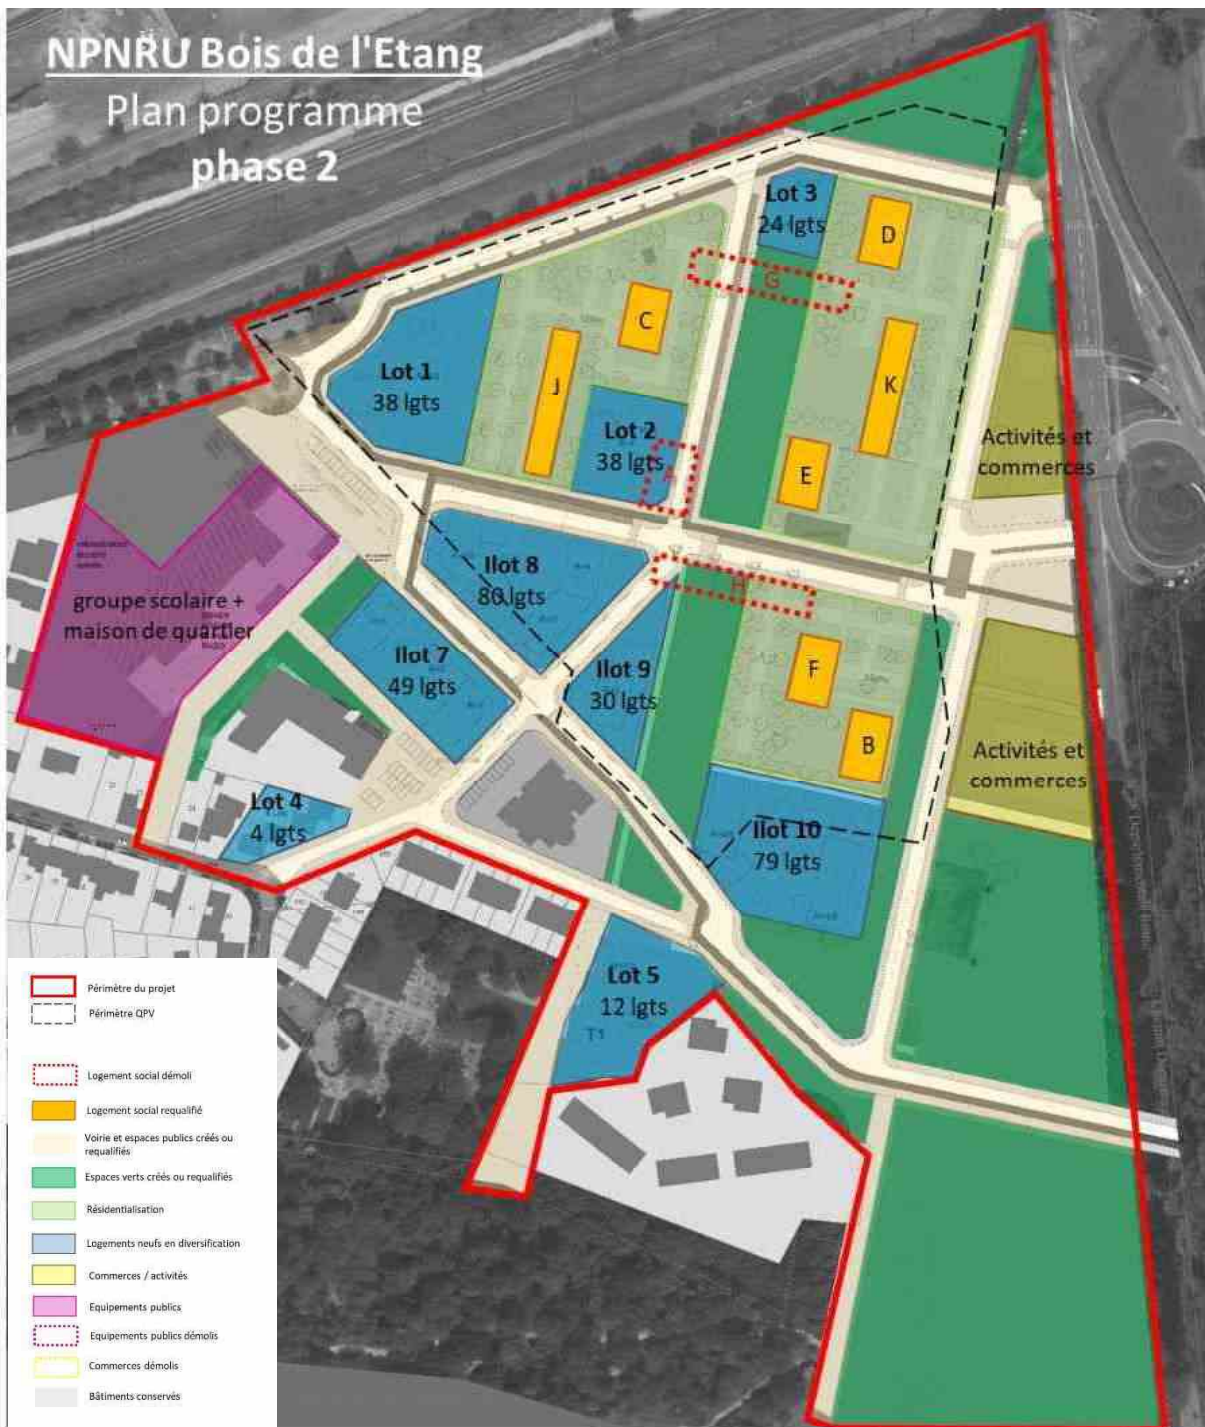 NPNRU Bois de l'Etang
Plan programme
phase 2
Lot 3
24 lgts
D
G
C
Lot 1
38 lgts
J
K
Lot 2
38 lgts
A
E
Activités et
commerces
Ilot 8
80 lgts
H
groupe scolaire +
maison de quartier
Ilot 7
49 lgts
Ilot 9
30 lgts
F
B
Activités et
commerces
Lot 4
4 lgts
Ilot 10
79 lgts
Lot 5
12 lgts
Périmètre du projet
Périmètre QPV
Logement social démoli
Logement social requalifié
Voirie et espaces publics créés ou
requalifiés
Espaces verts créés ou requalifiés
Résidentialisation
Logements neufs en diversification
Commerces / activités
Equipements publics
Equipements publics démolis
Commerces démolis
Bâtiments conservés